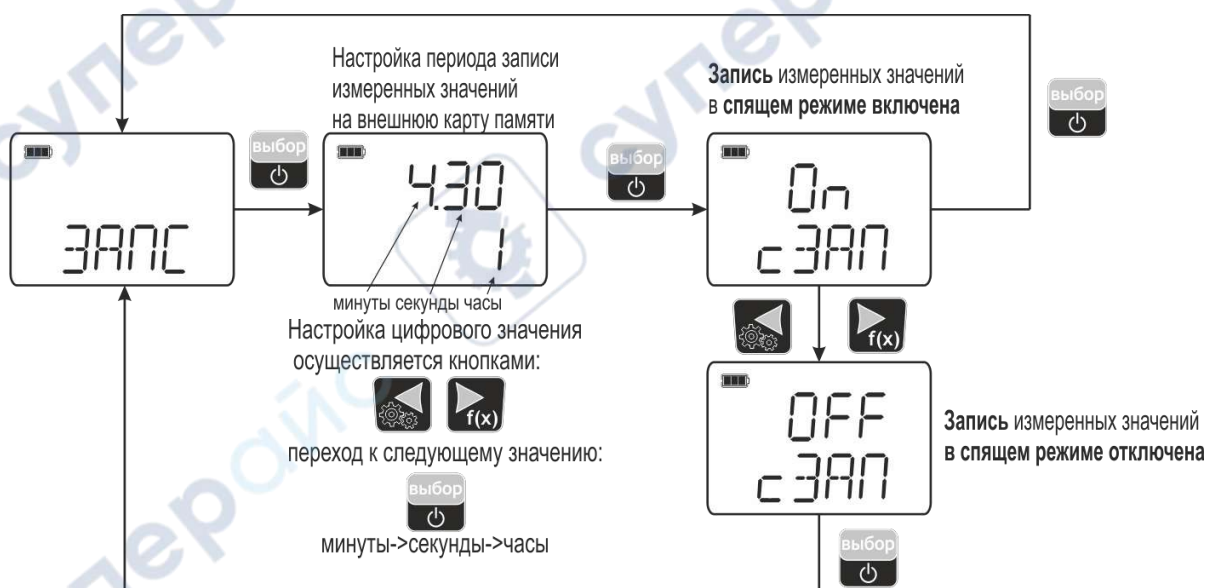 Настройка периода записи
измеренных значений
на внешнюю карту памяти
Запись измеренных значений
в спящем режиме включена
выбор
выбор
выбор
ЗАПС
4.30
1
On
сЗАП
минуты секунды часы
Настройка цифрового значения
осуществляется кнопками:
f(x)
переход к следующему значению:
выбор
минуты->секунды->часы
f(x)
OFF
сЗАП
Запись измеренных значений
в спящем режиме отключена
выбор